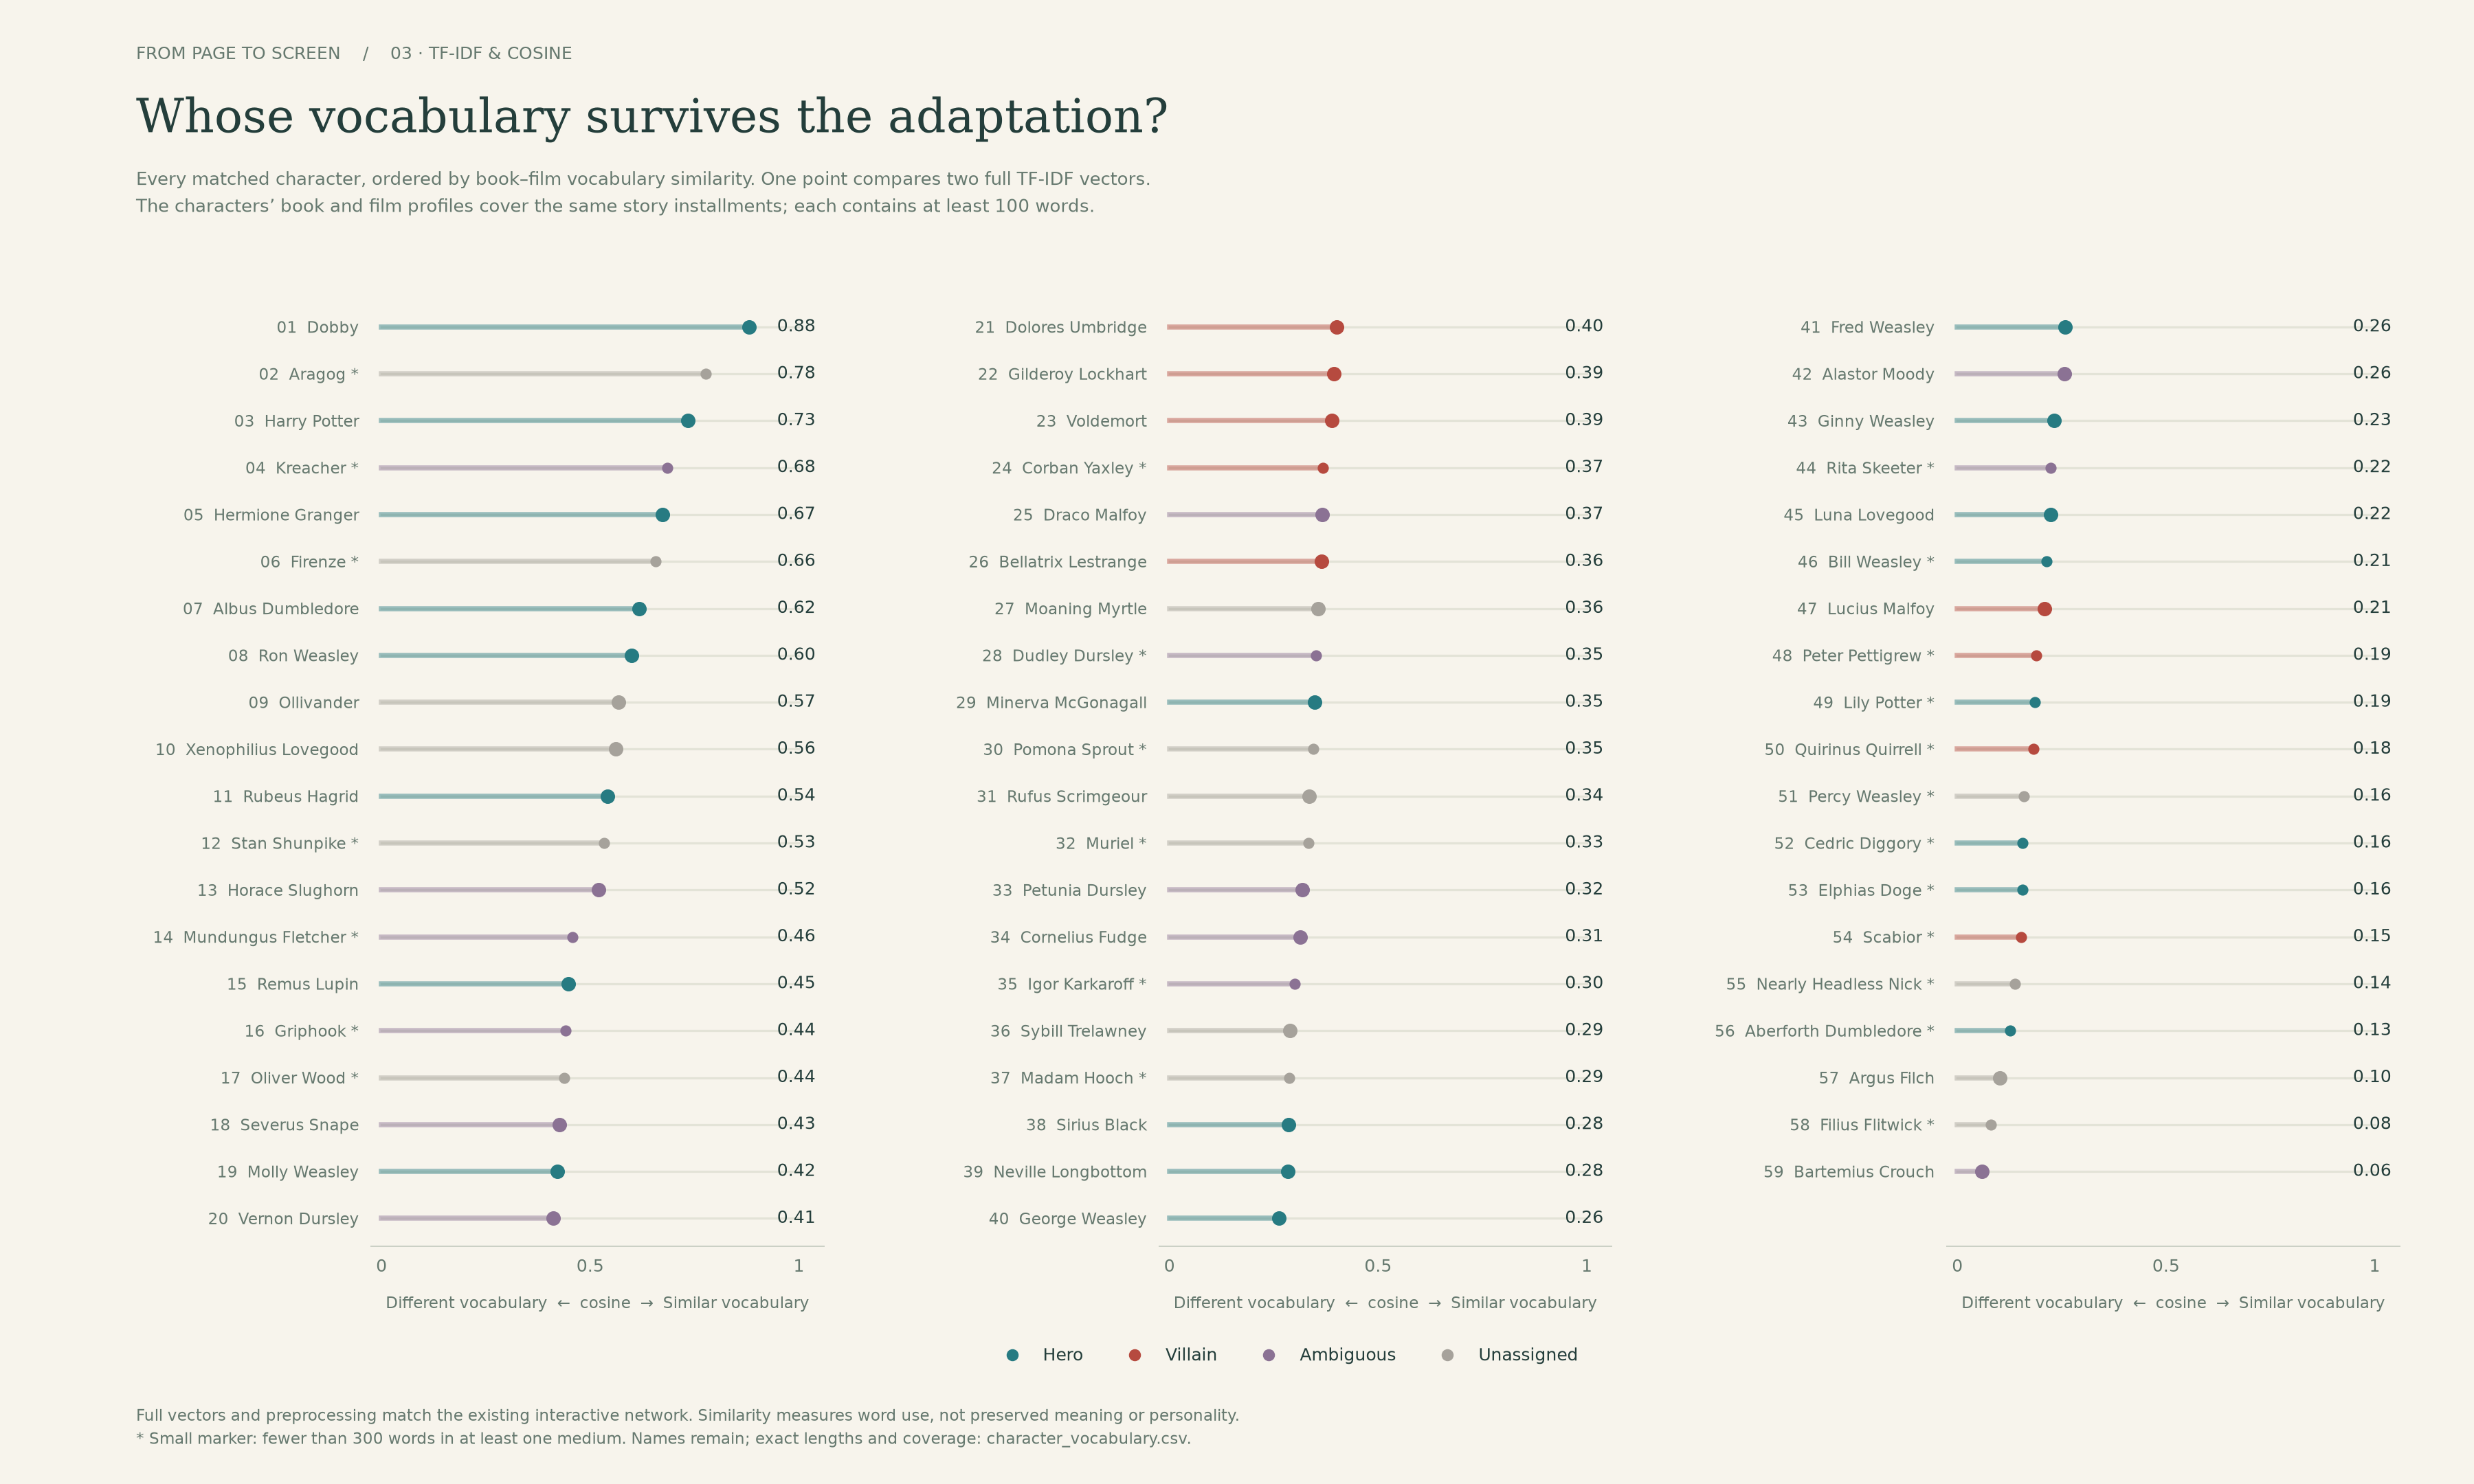 FROM PAGE TO SCREEN / 03 · TF-IDF & COSINE
Whose vocabulary survives the adaptation?
Every matched character, ordered by book–film vocabulary similarity. One point compares two full TF-IDF vectors.
The characters’ book and film profiles cover the same story installments; each contains at least 100 words.
01 Dobby 0.88
02 Aragog * 0.78
03 Harry Potter 0.73
04 Kreacher * 0.68
05 Hermione Granger 0.67
06 Firenze * 0.66
07 Albus Dumbledore 0.62
08 Ron Weasley 0.60
09 Ollivander 0.57
10 Xenophilius Lovegood 0.56
11 Rubeus Hagrid 0.54
12 Stan Shunpike * 0.53
13 Horace Slughorn 0.52
14 Mundungus Fletcher * 0.46
15 Remus Lupin 0.45
16 Griphook * 0.44
17 Oliver Wood * 0.44
18 Severus Snape 0.43
19 Molly Weasley 0.42
20 Vernon Dursley 0.41
0 0.5 1
Different vocabulary ← cosine → Similar vocabulary
21 Dolores Umbridge 0.40
22 Gilderoy Lockhart 0.39
23 Voldemort 0.39
24 Corban Yaxley * 0.37
25 Draco Malfoy 0.37
26 Bellatrix Lestrange 0.36
27 Moaning Myrtle 0.36
28 Dudley Dursley * 0.35
29 Minerva McGonagall 0.35
30 Pomona Sprout * 0.35
31 Rufus Scrimgeour 0.34
32 Muriel * 0.33
33 Petunia Dursley 0.32
34 Cornelius Fudge 0.31
35 Igor Karkaroff * 0.30
36 Sybill Trelawney 0.29
37 Madam Hooch * 0.29
38 Sirius Black 0.28
39 Neville Longbottom 0.28
40 George Weasley 0.26
0 0.5 1
Different vocabulary ← cosine → Similar vocabulary
41 Fred Weasley 0.26
42 Alastor Moody 0.26
43 Ginny Weasley 0.23
44 Rita Skeeter * 0.22
45 Luna Lovegood 0.22
46 Bill Weasley * 0.21
47 Lucius Malfoy 0.21
48 Peter Pettigrew * 0.19
49 Lily Potter * 0.19
50 Quirinus Quirrell * 0.18
51 Percy Weasley * 0.16
52 Cedric Diggory * 0.16
53 Elphias Doge * 0.16
54 Scabior * 0.15
55 Nearly Headless Nick * 0.14
56 Aberforth Dumbledore * 0.13
57 Argus Filch 0.10
58 Filius Flitwick * 0.08
59 Bartemius Crouch 0.06
0 0.5 1
Different vocabulary ← cosine → Similar vocabulary
Hero Villain Ambiguous Unassigned
Full vectors and preprocessing match the existing interactive network. Similarity measures word use, not preserved meaning or personality.
* Small marker: fewer than 300 words in at least one medium. Names remain; exact lengths and coverage: character_vocabulary.csv.